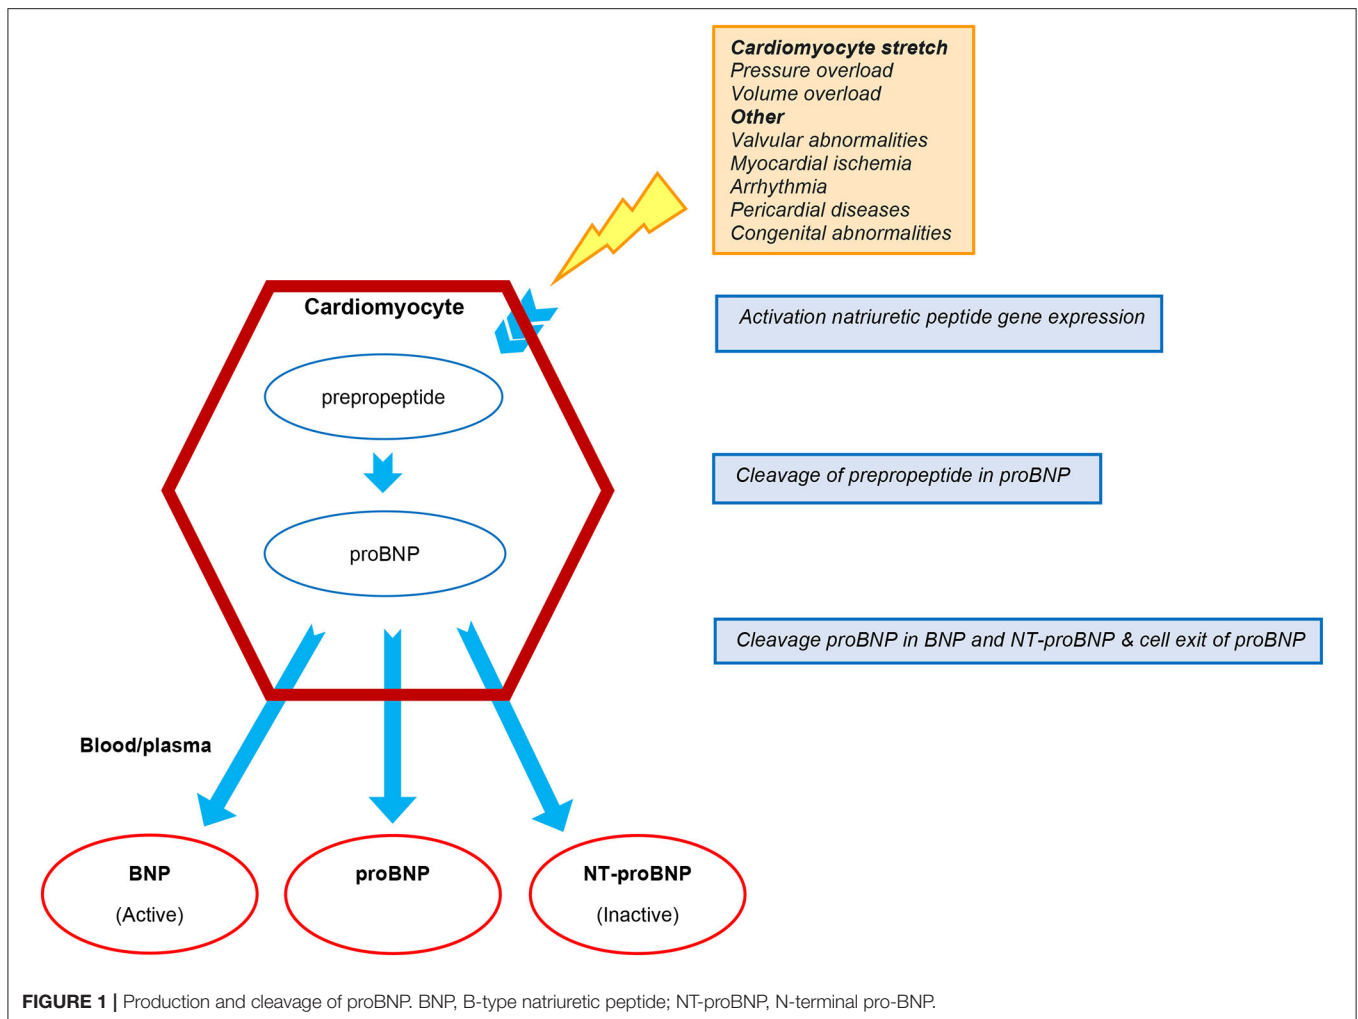 Cardiomyocyte stretch
Pressure overload
Volume overload
Other
Valvular abnormalities
Myocardial ischemia
Arrhythmia
Pericardial diseases
Congenital abnormalities
Cardiomyocyte
Activation natriuretic peptide gene expression
prepropeptide
Cleavage of prepropeptide in proBNP
proBNP
Cleavage proBNP in BNP and NT-proBNP & cell exit of proBNP
Blood/plasma
BNP
(Active)
proBNP
NT-proBNP
(Inactive)
FIGURE 1 | Production and cleavage of proBNP. BNP, B-type natriuretic peptide; NT-proBNP, N-terminal pro-BNP.